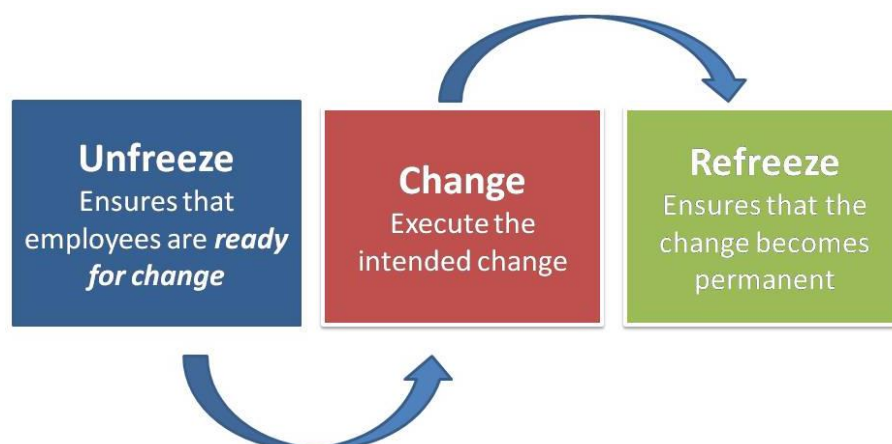 Unfreeze
Ensures that
employees are ready
for change
Change
Execute the
intended change
Refreeze
Ensures that the
change becomes
permanent